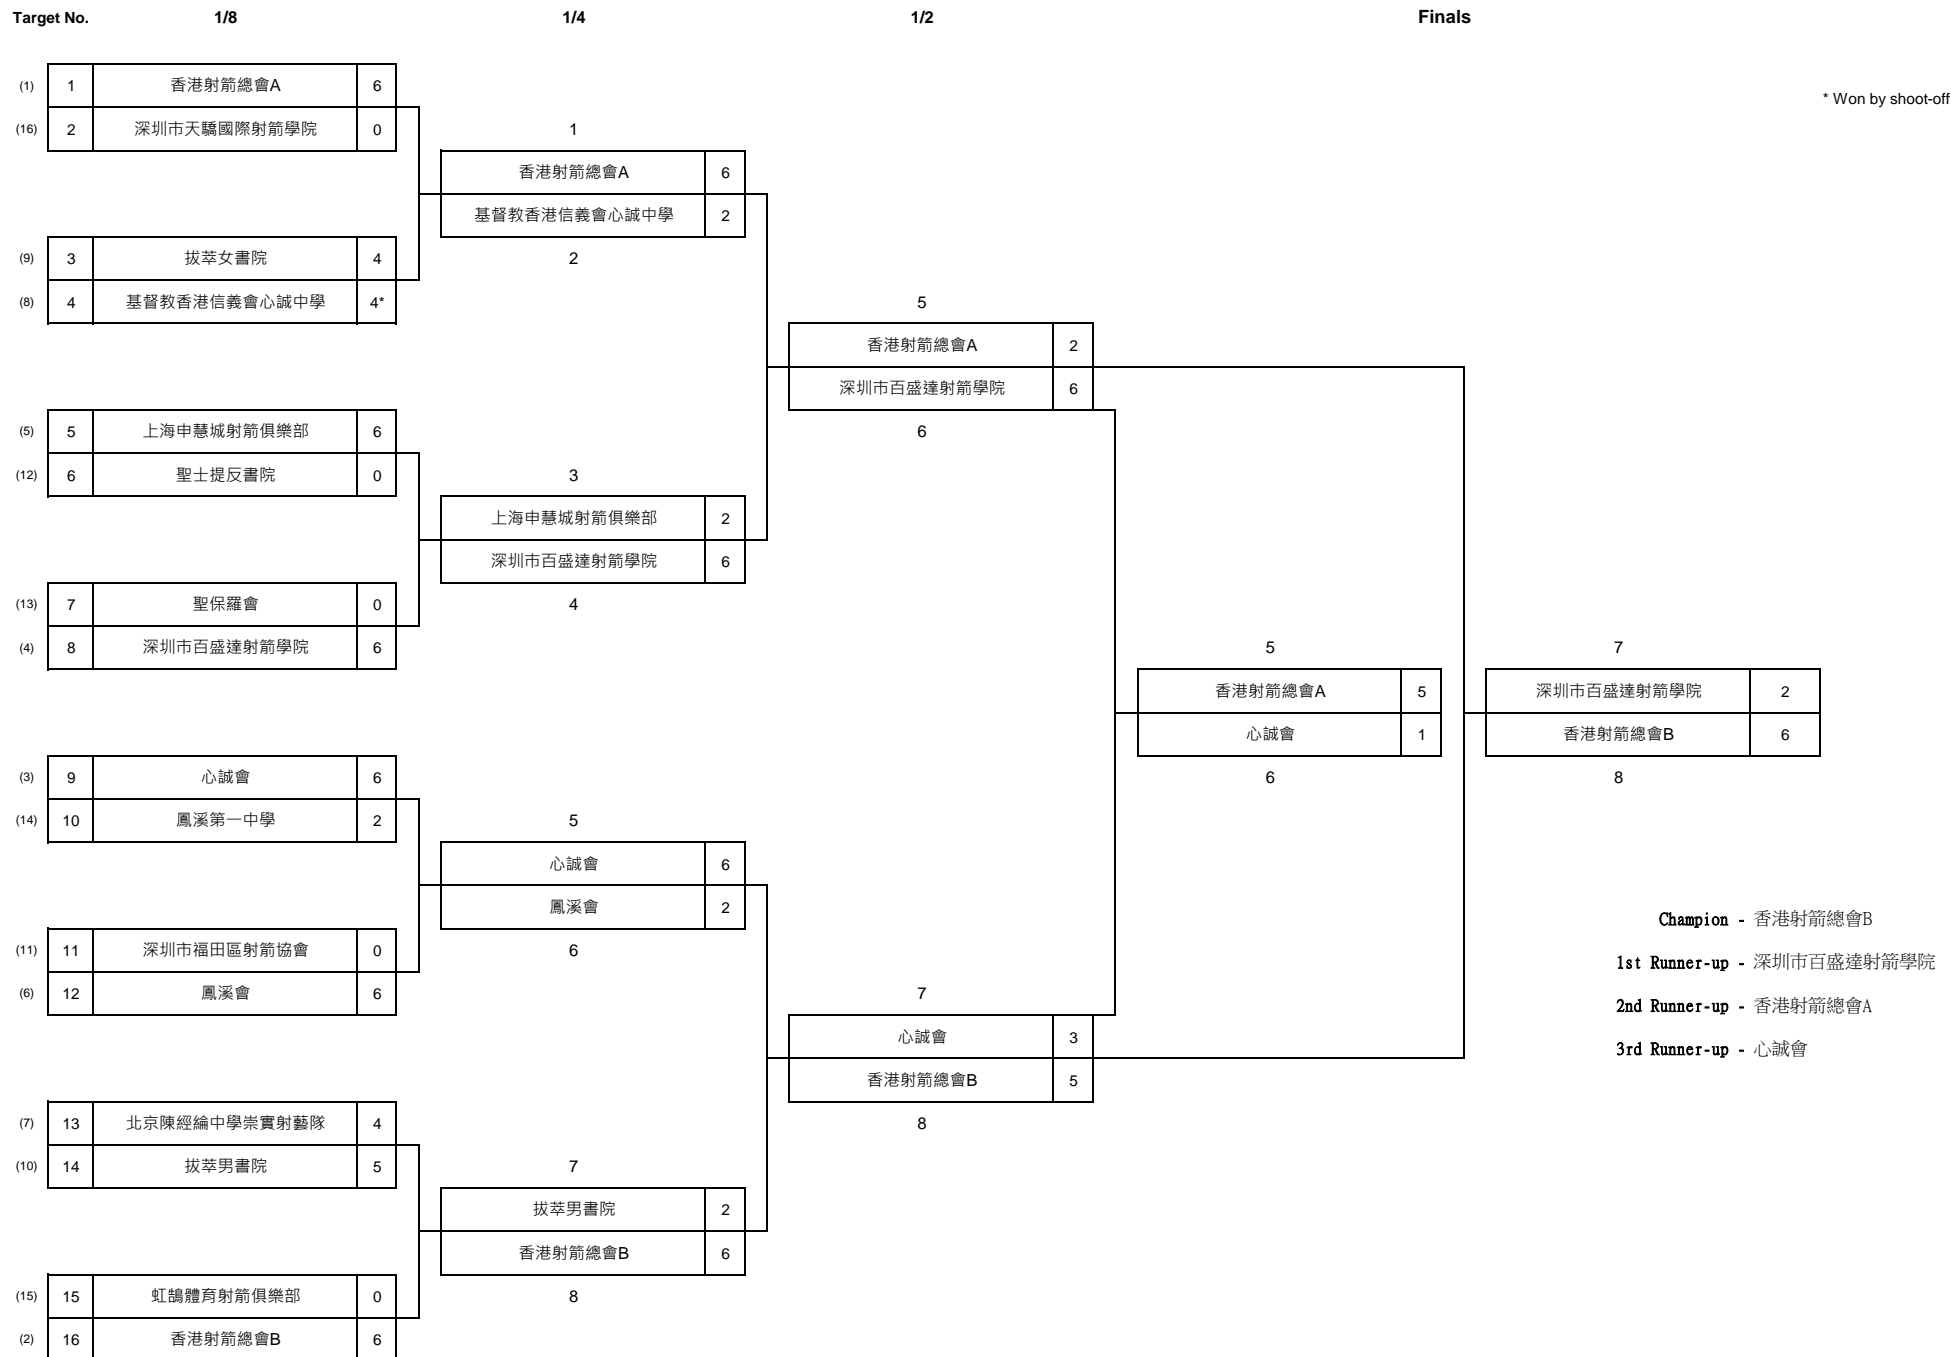 Target No. 1/8 1/4 1/2 Finals
(1) 1 香港射箭總會A 6
* Won by shoot-off
(16) 2 深圳市天驕國際射箭學院 0 1
香港射箭總會A 6
基督教香港信義會心誠中學 2
(9) 3 拔萃女書院 4 2
(8) 4 基督教香港信義會心誠中學 4* 5
香港射箭總會A 2
深圳市百盛達射箭學院 6
(5) 5 上海申慧城射箭俱樂部 6 6
(12) 6 聖士提反書院 0 3
上海申慧城射箭俱樂部 2
深圳市百盛達射箭學院 6
(13) 7 聖保羅會 0 4
(4) 8 深圳市百盛達射箭學院 6 5 7
香港射箭總會A 5 深圳市百盛達射箭學院 2
心誠會 1 香港射箭總會B 6
(3) 9 心誠會 6 6 8
(14) 10 鳳溪第一中學 2 5
心誠會 6
鳳溪會 2
Champion - 香港射箭總會B
(11) 11 深圳市福田區射箭協會 0 6
1st Runner-up - 深圳市百盛達射箭學院
(6) 12 鳳溪會 6 7
2nd Runner-up - 香港射箭總會A
心誠會 3
3rd Runner-up - 心誠會
香港射箭總會B 5
(7) 13 北京陳經綸中學崇實射藝隊 4 8
(10) 14 拔萃男書院 5 7
拔萃男書院 2
香港射箭總會B 6
(15) 15 虹鵠體育射箭俱樂部 0 8
(2) 16 香港射箭總會B 6